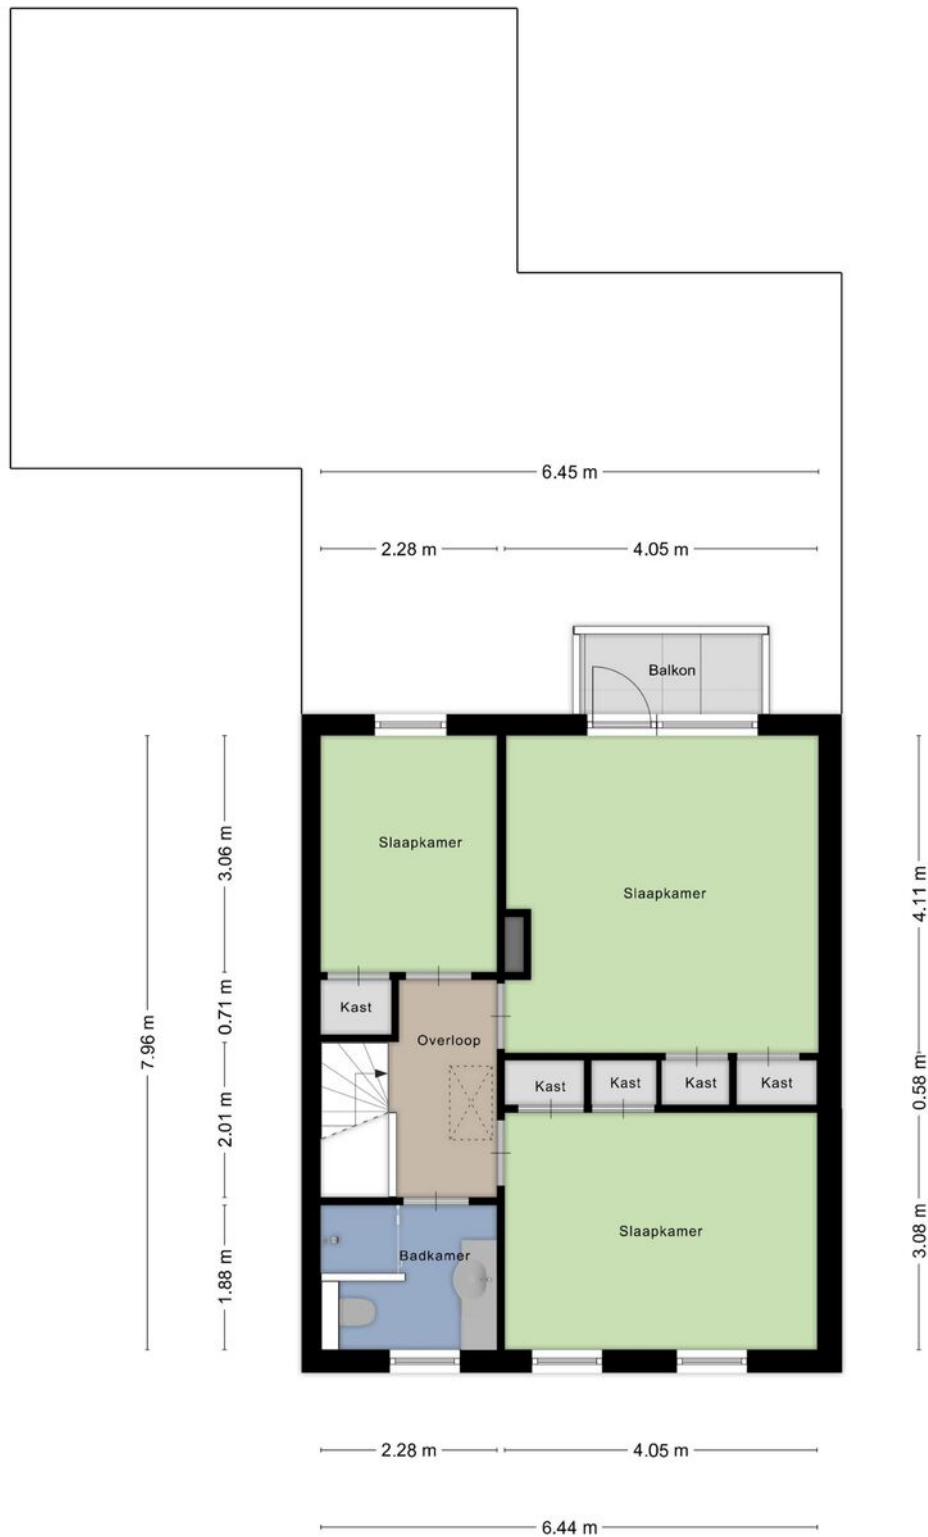 6.45 m
2.28 m
4.05 m
Balkon
Slaapkamer
Slaapkamer
3.06 m
4.11 m
Kast
0.71 m
Overloop
7.96 m
Kast
Kast
Kast
Kast
0.58 m
2.01 m
Slaapkamer
3.08 m
Badkamer
1.88 m
2.28 m
4.05 m
6.44 m